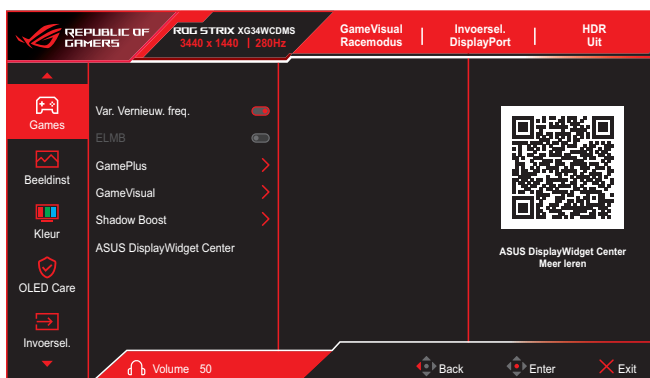 REPUBLIC OF
GAMERS
ROG STRIX XG34WCDMS
3440 x 1440 | 280Hz
GameVisual
Racemodus
Invoersel.
DisplayPort
HDR
Uit
Games
Beeldinst
Kleur
OLED Care
Invoersel.
Var. Vernieuw. freq.
ELMB
GamePlus
GameVisual
Shadow Boost
ASUS DisplayWidget Center
ASUS DisplayWidget Center
Meer leren
Volume 50
Back
Enter
Exit